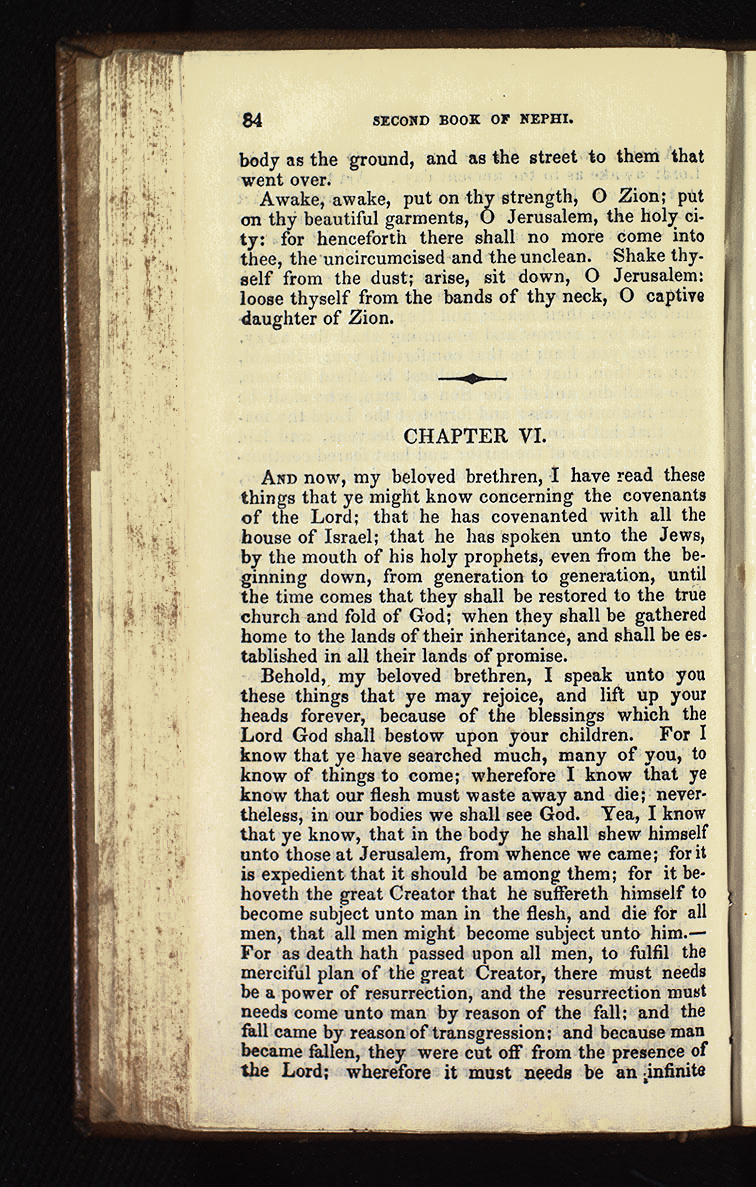 84 SECOND BOOK OF NEPHI.
body as the ground, and as the street to them that
went over.
Awake, awake, put on thy strength, O Zion; put
on thy beautiful garments, O Jerusalem, the holy ci-
ty: for henceforth there shall no more come into
thee, the uncircumcised and the unclean. Shake thy-
self from the dust; arise, sit down, O Jerusalem:
loose thyself from the bands of thy neck, O captive
daughter of Zion.
CHAPTER VI.
AND now, my beloved brethren, I have read these
things that ye might know concerning the covenants
of the Lord; that he has covenanted with all the
house of Israel; that he has spoken unto the Jews,
by the mouth of his holy prophets, even from the be-
ginning down, from generation to generation, until
the time comes that they shall be restored to the true
church and fold of God; when they shall be gathered
home to the lands of their inheritance, and shall be es-
tablished in all their lands of promise.
Behold, my beloved brethren, I speak unto you
these things that ye may rejoice, and lift up your
heads forever, because of the blessings which the
Lord God shall bestow upon your children. For I
know that ye have searched much, many of you, to
know of things to come; wherefore I know that ye
know that our flesh must waste away and die; never-
theless, in our bodies we shall see God. Yea, I know
that ye know, that in the body he shall shew himself
unto those at Jerusalem, from whence we came; for it
is expedient that it should be among them; for it be-
hoveth the great Creator that he suffereth himself to
become subject unto man in the flesh, and die for all
men, that all men might become subject unto him.—
For as death hath passed upon all men, to fulfil the
merciful plan of the great Creator, there must needs
be a power of resurrection, and the resurrection must
needs come unto man by reason of the fall; and the
fall came by reason of transgression; and because man
became fallen, they were cut off from the presence of
the Lord; wherefore it must needs be an infinite